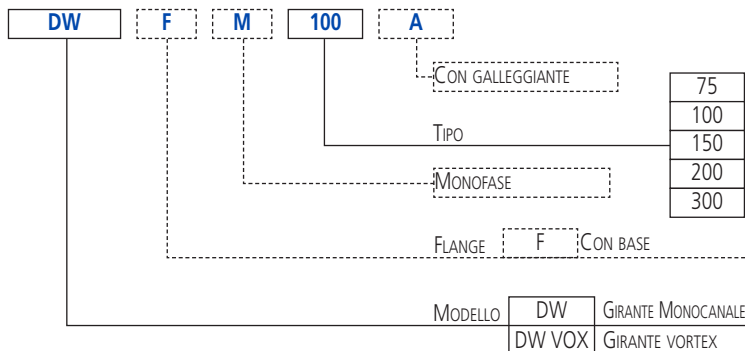 DW F M 100 A
CON GALLEGGIANTE
75
100
TIPO
150
200
MONOFASE
300
FLANGE F CON BASE
MODELLO DW GIRANTE MONOCANALE
DW VOX GIRANTE VORTEX